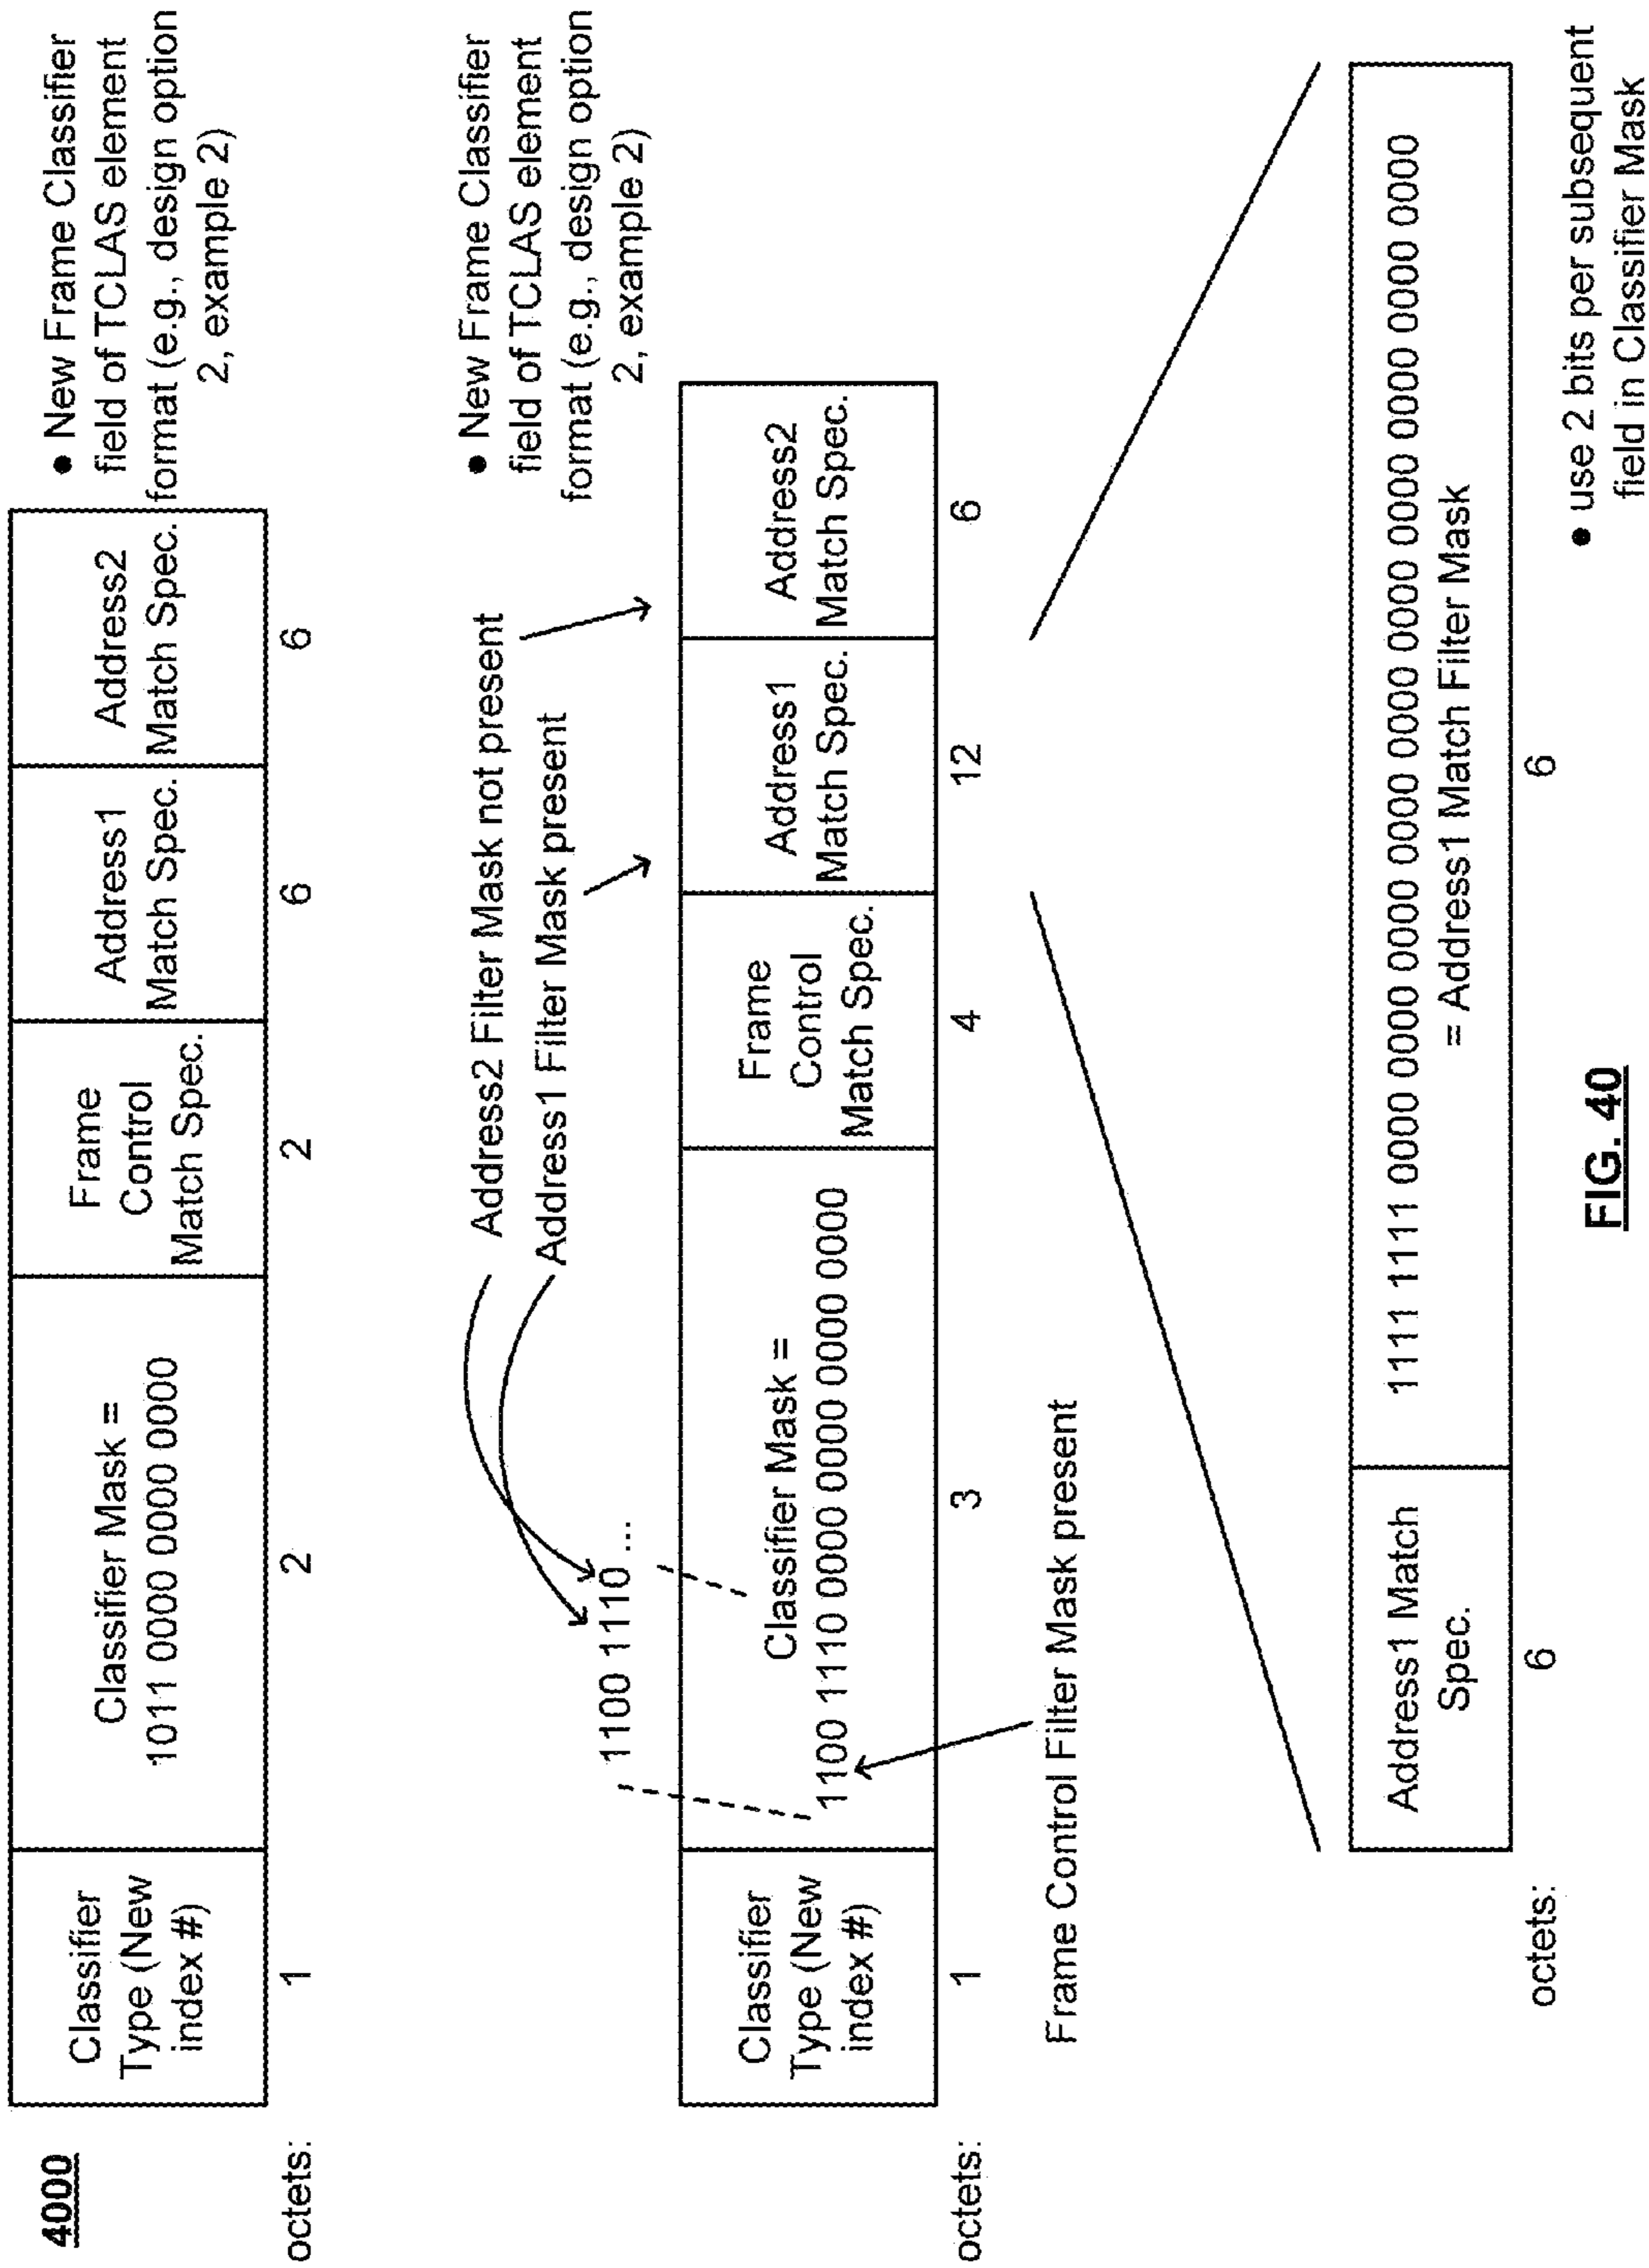 4000
Classifier
Type (New
index #)
Classifier Mask =
1011 0000 0000 0000
Frame
Control
Match Spec.
Address1
Match Spec.
Address2
Match Spec.
● New Frame Classifier
field of TCLAS element
format (e.g., design option
2, example 2)
octets:
1
2
2
6
6
Address2 Filter Mask not present
Address1 Filter Mask present
● New Frame Classifier
field of TCLAS element
format (e.g., design option
2, example 2)
1100 1110 ...
Classifier
Type (New
index #)
Classifier Mask =
1100 1110 0000 0000 0000 0000
Frame
Control
Match Spec.
Address1
Match Spec.
Address2
Match Spec.
octets:
1
3
4
12
6
Frame Control Filter Mask present
Address1 Match
Spec.
1111 1111 0000 0000 0000 0000 0000 0000 0000 0000 0000 0000
= Address1 Match Filter Mask
octets:
6
6
● use 2 bits per subsequent
field in Classifier Mask
FIG. 40